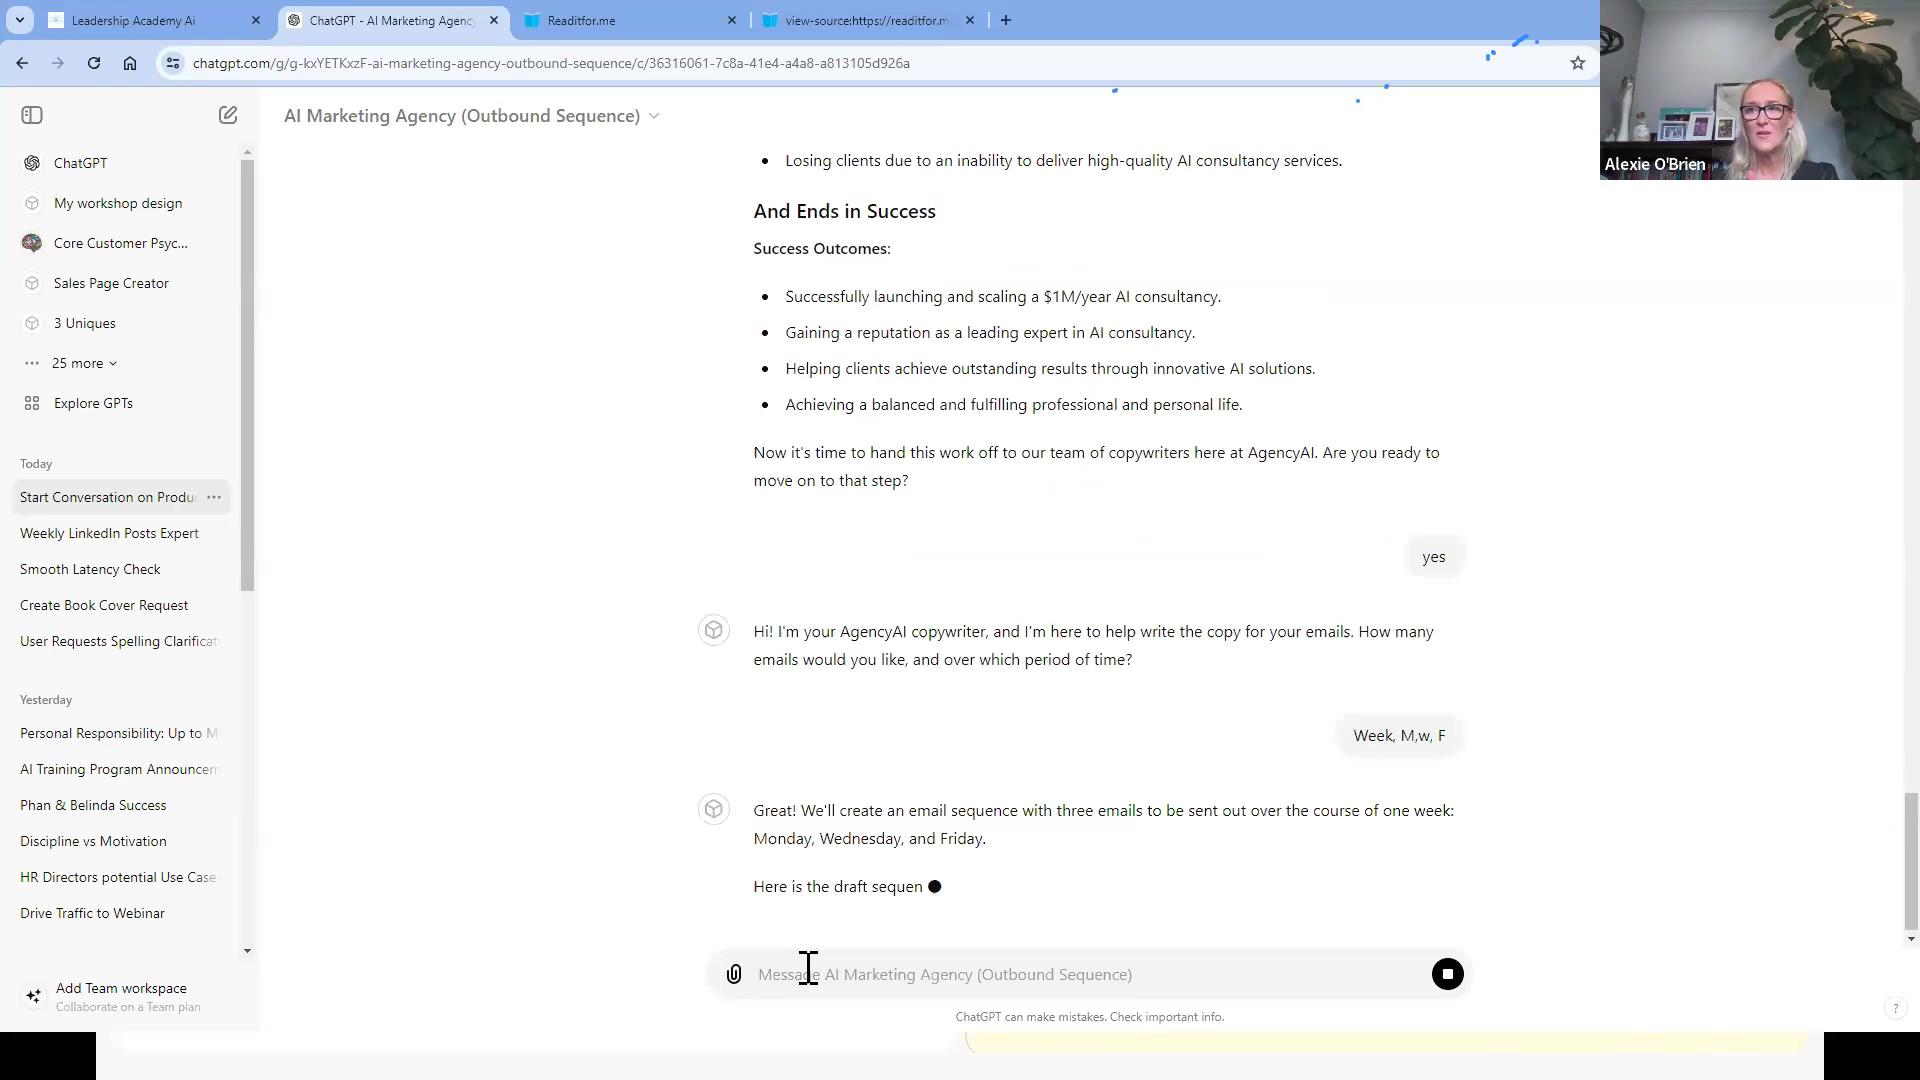 Leadership Academy Ai
ChatGPT - AI Marketing Agency
Readitfor.me
view-source:https://readitfor.m
chatgpt.com/g/g-kxYETKxzF-ai-marketing-agency-outbound-sequence/c/36316061-7c8a-41e4-a4a8-a813105d926a
Alexie O'Brien
AI Marketing Agency (Outbound Sequence)
ChatGPT
My workshop design
Core Customer Psyc...
Sales Page Creator
3 Uniques
25 more
Explore GPTs
Today
Start Conversation on Produ
Weekly LinkedIn Posts Expert
Smooth Latency Check
Create Book Cover Request
User Requests Spelling Clarificat
Yesterday
Personal Responsibility: Up to M
AI Training Program Announcem
Phan & Belinda Success
Discipline vs Motivation
HR Directors potential Use Case
Drive Traffic to Webinar
Add Team workspace
Collaborate on a Team plan
Losing clients due to an inability to deliver high-quality AI consultancy services.
And Ends in Success
Success Outcomes:
Successfully launching and scaling a $1M/year AI consultancy.
Gaining a reputation as a leading expert in AI consultancy.
Helping clients achieve outstanding results through innovative AI solutions.
Achieving a balanced and fulfilling professional and personal life.
Now it's time to hand this work off to our team of copywriters here at AgencyAI. Are you ready to
move on to that step?
yes
Hi! I'm your AgencyAI copywriter, and I'm here to help write the copy for your emails. How many
emails would you like, and over which period of time?
Week, M,w, F
Great! We'll create an email sequence with three emails to be sent out over the course of one week:
Monday, Wednesday, and Friday.
Here is the draft sequen
Message AI Marketing Agency (Outbound Sequence)
ChatGPT can make mistakes. Check important info.
?